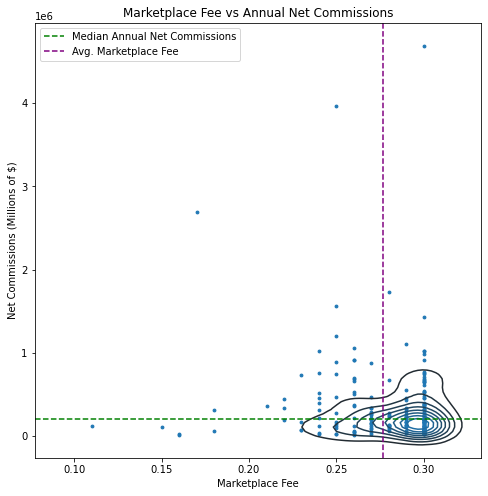 Marketplace Fee vs Annual Net Commissions
1e6
Median Annual Net Commissions
Avg. Marketplace Fee
4
3
2
1
0
Net Commissions (Millions of $)
0.10 0.15 0.20 0.25 0.30
Marketplace Fee